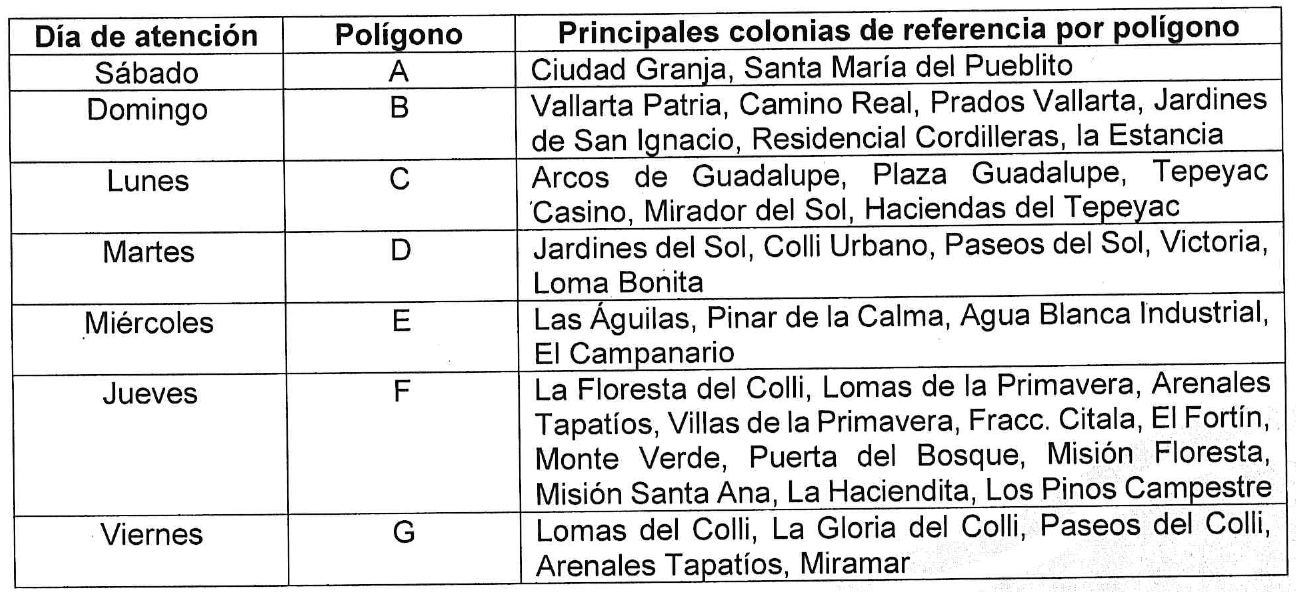 Día de atención Polígono Principales colonias de referencia por polígono
Sábado A Ciudad Granja, Santa María del Pueblito
Domingo B Vallarta Patria, Camino Real, Prados Vallarta, Jardines
de San Ignacio, Residencial Cordilleras, la Estancia
Lunes C Arcos de Guadalupe, Plaza Guadalupe, Tepeyac
Casino, Mirador del Sol, Haciendas del Tepeyac
Martes D Jardines del Sol, Colli Urbano, Paseos del Sol, Victoria,
Loma Bonita
Miércoles E Las Águilas, Pinar de la Calma, Agua Blanca Industrial,
El Campanario
Jueves F La Floresta del Colli, Lomas de la Primavera, Arenales
Tapatíos, Villas de la Primavera, Fracc. Citala, El Fortín,
Monte Verde, Puerta del Bosque, Misión Floresta,
Misión Santa Ana, La Haciendita, Los Pinos Campestre
Viernes G Lomas del Colli, La Gloria del Colli, Paseos del Colli,
Arenales Tapatíos, Miramar